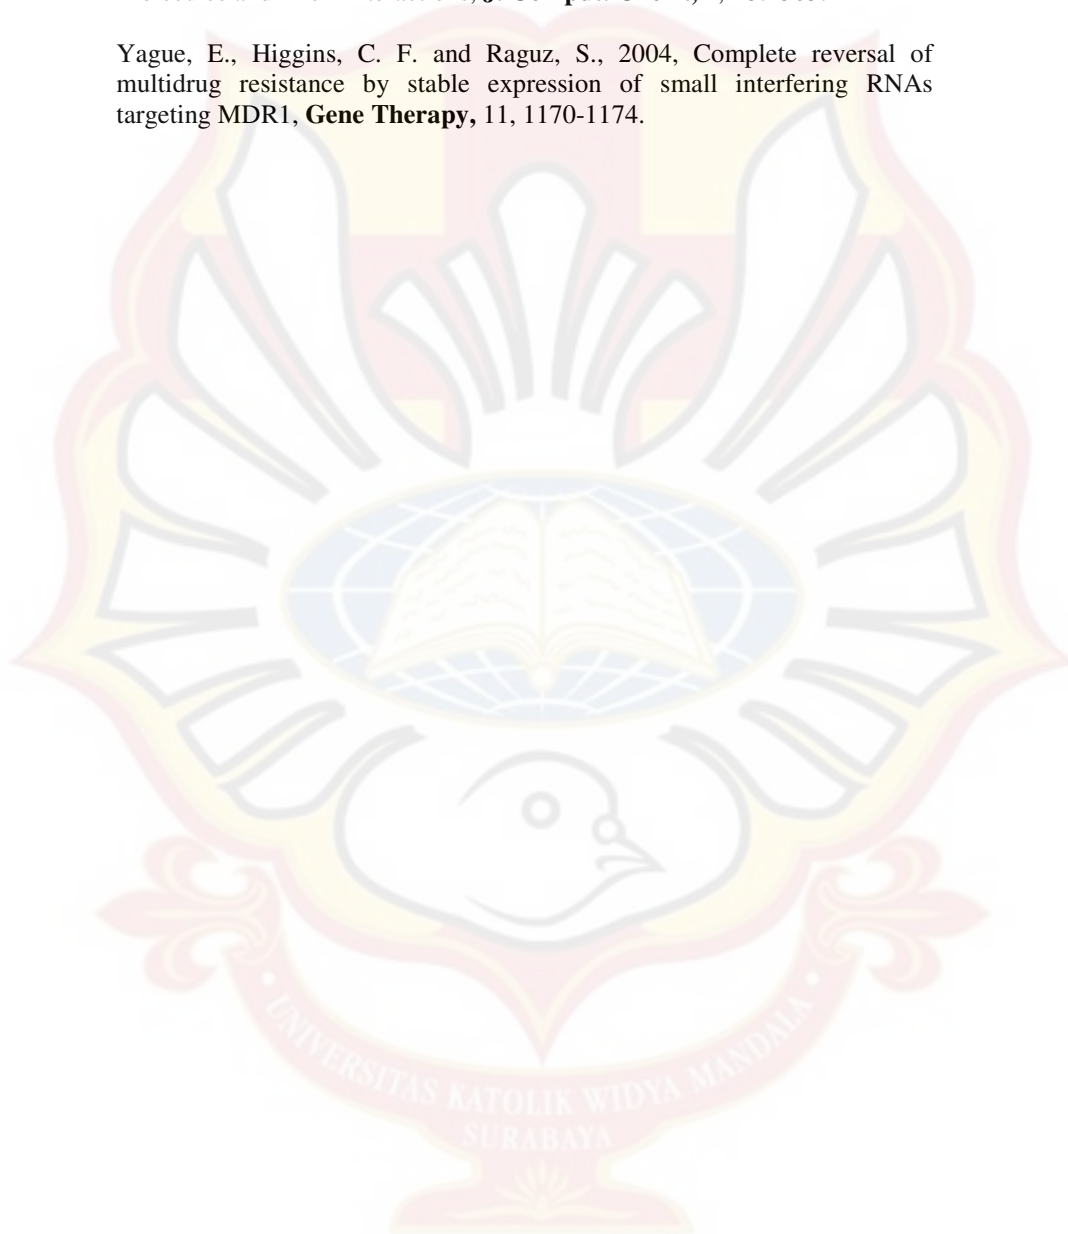 Yague, E., Higgins, C. F. and Raguz, S., 2004, Complete reversal of
multidrug resistance by stable expression of small interfering RNAs
targeting MDR1, Gene Therapy, 11, 1170-1174.
• UNIVERSITAS KATOLIK WIDYA MANDALA •
SURABAYA